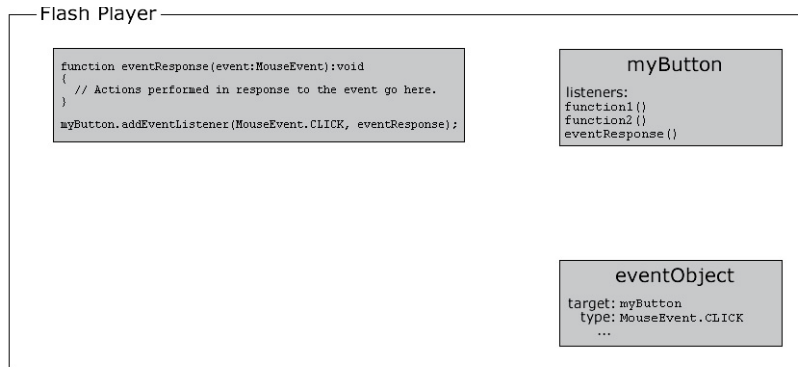 Flash Player
function eventResponse(event:MouseEvent):void
{
// Actions performed in response to the event go here.
}
myButton.addEventListener(MouseEvent.CLICK, eventResponse);
myButton
listeners:
function1()
function2()
eventResponse()
eventObject
target: myButton
type: MouseEvent.CLICK
...